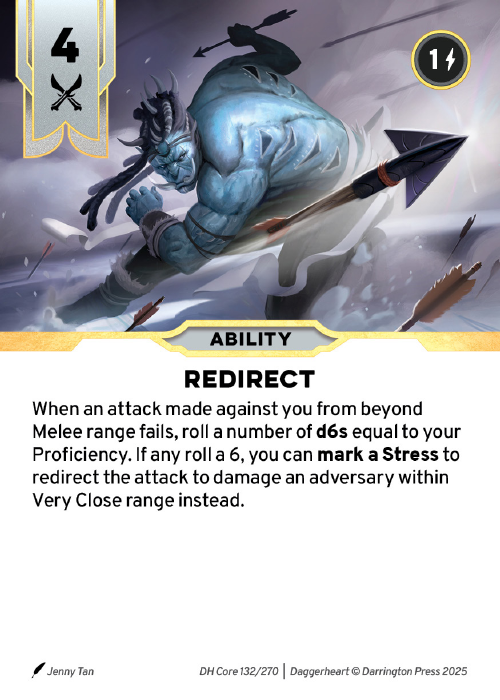 4
1
ABILITY
REDIRECT
When an attack made against you from beyond
Melee range fails, roll a number of d6s equal to your
Proficiency. If any roll a 6, you can mark a Stress to
redirect the attack to damage an adversary within
Very Close range instead.
Jenny Tan
DH Core 132/270 | Daggerheart © Darrington Press 2025